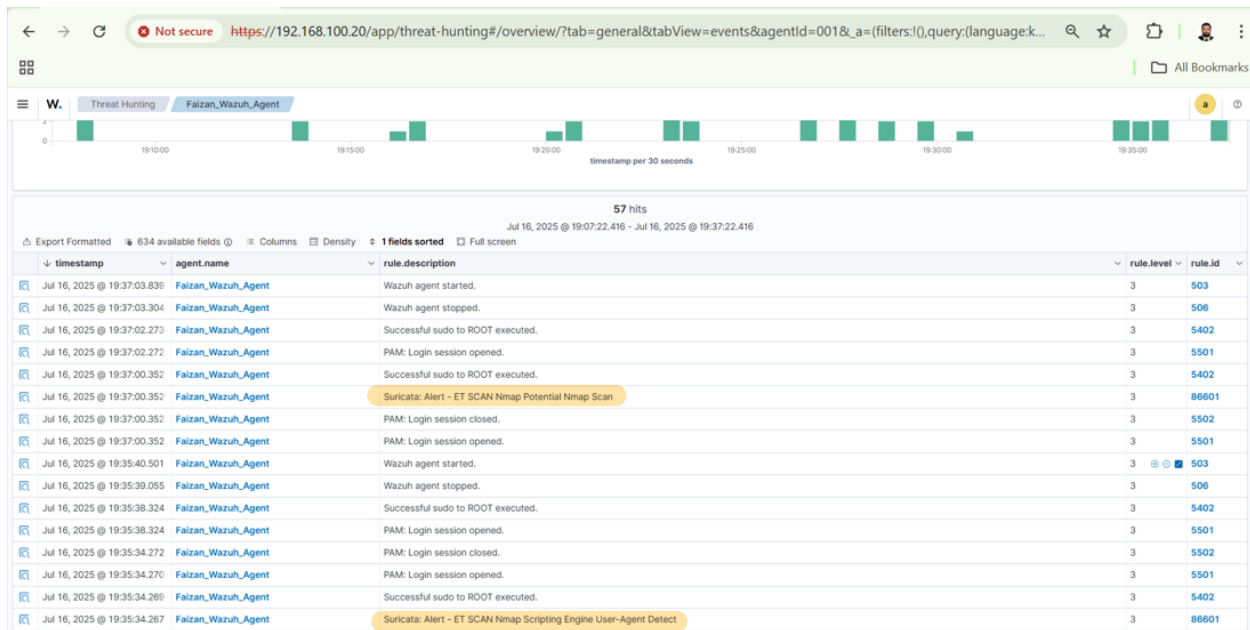 Not secure https://192.168.100.20/app/threat-hunting#/overview/?tab=general&tabView=events&agentId=001&_a=(filters:!(),query:(language:k...
All Bookmarks
W. Threat Hunting Faizan_Wazuh_Agent a
2
0
19:10:00 19:15:00 19:20:00 19:25:00 19:30:00 19:35:00
timestamp per 30 seconds
57 hits
Jul 16, 2025 @ 19:07:22.416 - Jul 16, 2025 @ 19:37:22.416
Export Formatted 634 available fields Columns Density 1 fields sorted Full screen
timestamp agent.name rule.description rule.level rule.id
Jul 16, 2025 @ 19:37:03.839 Faizan_Wazuh_Agent Wazuh agent started. 3 503
Jul 16, 2025 @ 19:37:03.304 Faizan_Wazuh_Agent Wazuh agent stopped. 3 506
Jul 16, 2025 @ 19:37:02.273 Faizan_Wazuh_Agent Successful sudo to ROOT executed. 3 5402
Jul 16, 2025 @ 19:37:02.272 Faizan_Wazuh_Agent PAM: Login session opened. 3 5501
Jul 16, 2025 @ 19:37:00.352 Faizan_Wazuh_Agent Successful sudo to ROOT executed. 3 5402
Jul 16, 2025 @ 19:37:00.352 Faizan_Wazuh_Agent Suricata: Alert - ET SCAN Nmap Potential Nmap Scan 3 86601
Jul 16, 2025 @ 19:37:00.352 Faizan_Wazuh_Agent PAM: Login session closed. 3 5502
Jul 16, 2025 @ 19:37:00.352 Faizan_Wazuh_Agent PAM: Login session opened. 3 5501
Jul 16, 2025 @ 19:35:40.501 Faizan_Wazuh_Agent Wazuh agent started. 3 503
Jul 16, 2025 @ 19:35:39.055 Faizan_Wazuh_Agent Wazuh agent stopped. 3 506
Jul 16, 2025 @ 19:35:38.324 Faizan_Wazuh_Agent Successful sudo to ROOT executed. 3 5402
Jul 16, 2025 @ 19:35:38.324 Faizan_Wazuh_Agent PAM: Login session opened. 3 5501
Jul 16, 2025 @ 19:35:34.272 Faizan_Wazuh_Agent PAM: Login session closed. 3 5502
Jul 16, 2025 @ 19:35:34.270 Faizan_Wazuh_Agent PAM: Login session opened. 3 5501
Jul 16, 2025 @ 19:35:34.269 Faizan_Wazuh_Agent Successful sudo to ROOT executed. 3 5402
Jul 16, 2025 @ 19:35:34.267 Faizan_Wazuh_Agent Suricata: Alert - ET SCAN Nmap Scripting Engine User-Agent Detect 3 86601